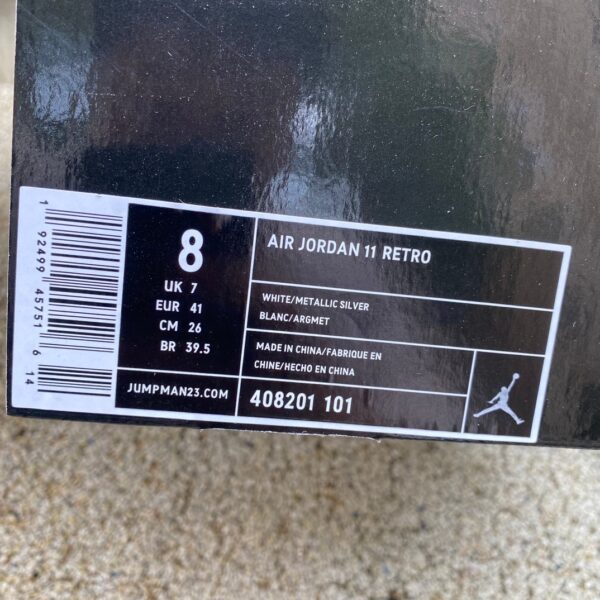 1
92499
45751
6
14
8
UK 7
EUR 41
CM 26
BR 39.5
JUMPMAN23.COM
AIR JORDAN 11 RETRO
WHITE/METALLIC SILVER
BLANC/ARGMET
MADE IN CHINA/FABRIQUE EN
CHINE/HECHO EN CHINA
408201 101